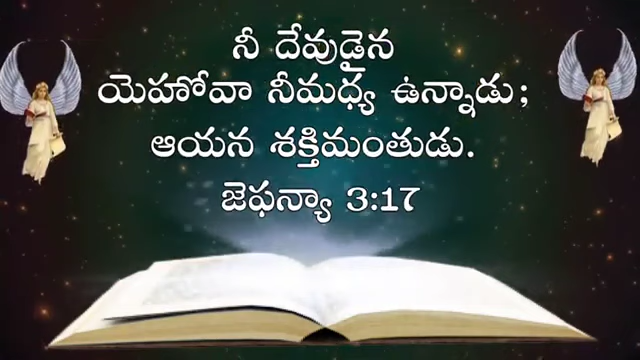 నీ దేవుడైన
యెహోవా నీమధ్య ఉన్నాడు;
ఆయన శక్తిమంతుడు.
జెఫన్యా 3:17